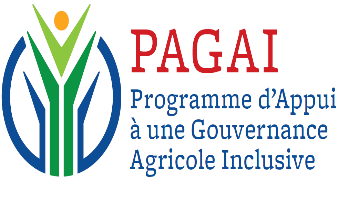 PAGAI
Programme d'Appui
à une Gouvernance
Agricole Inclusive